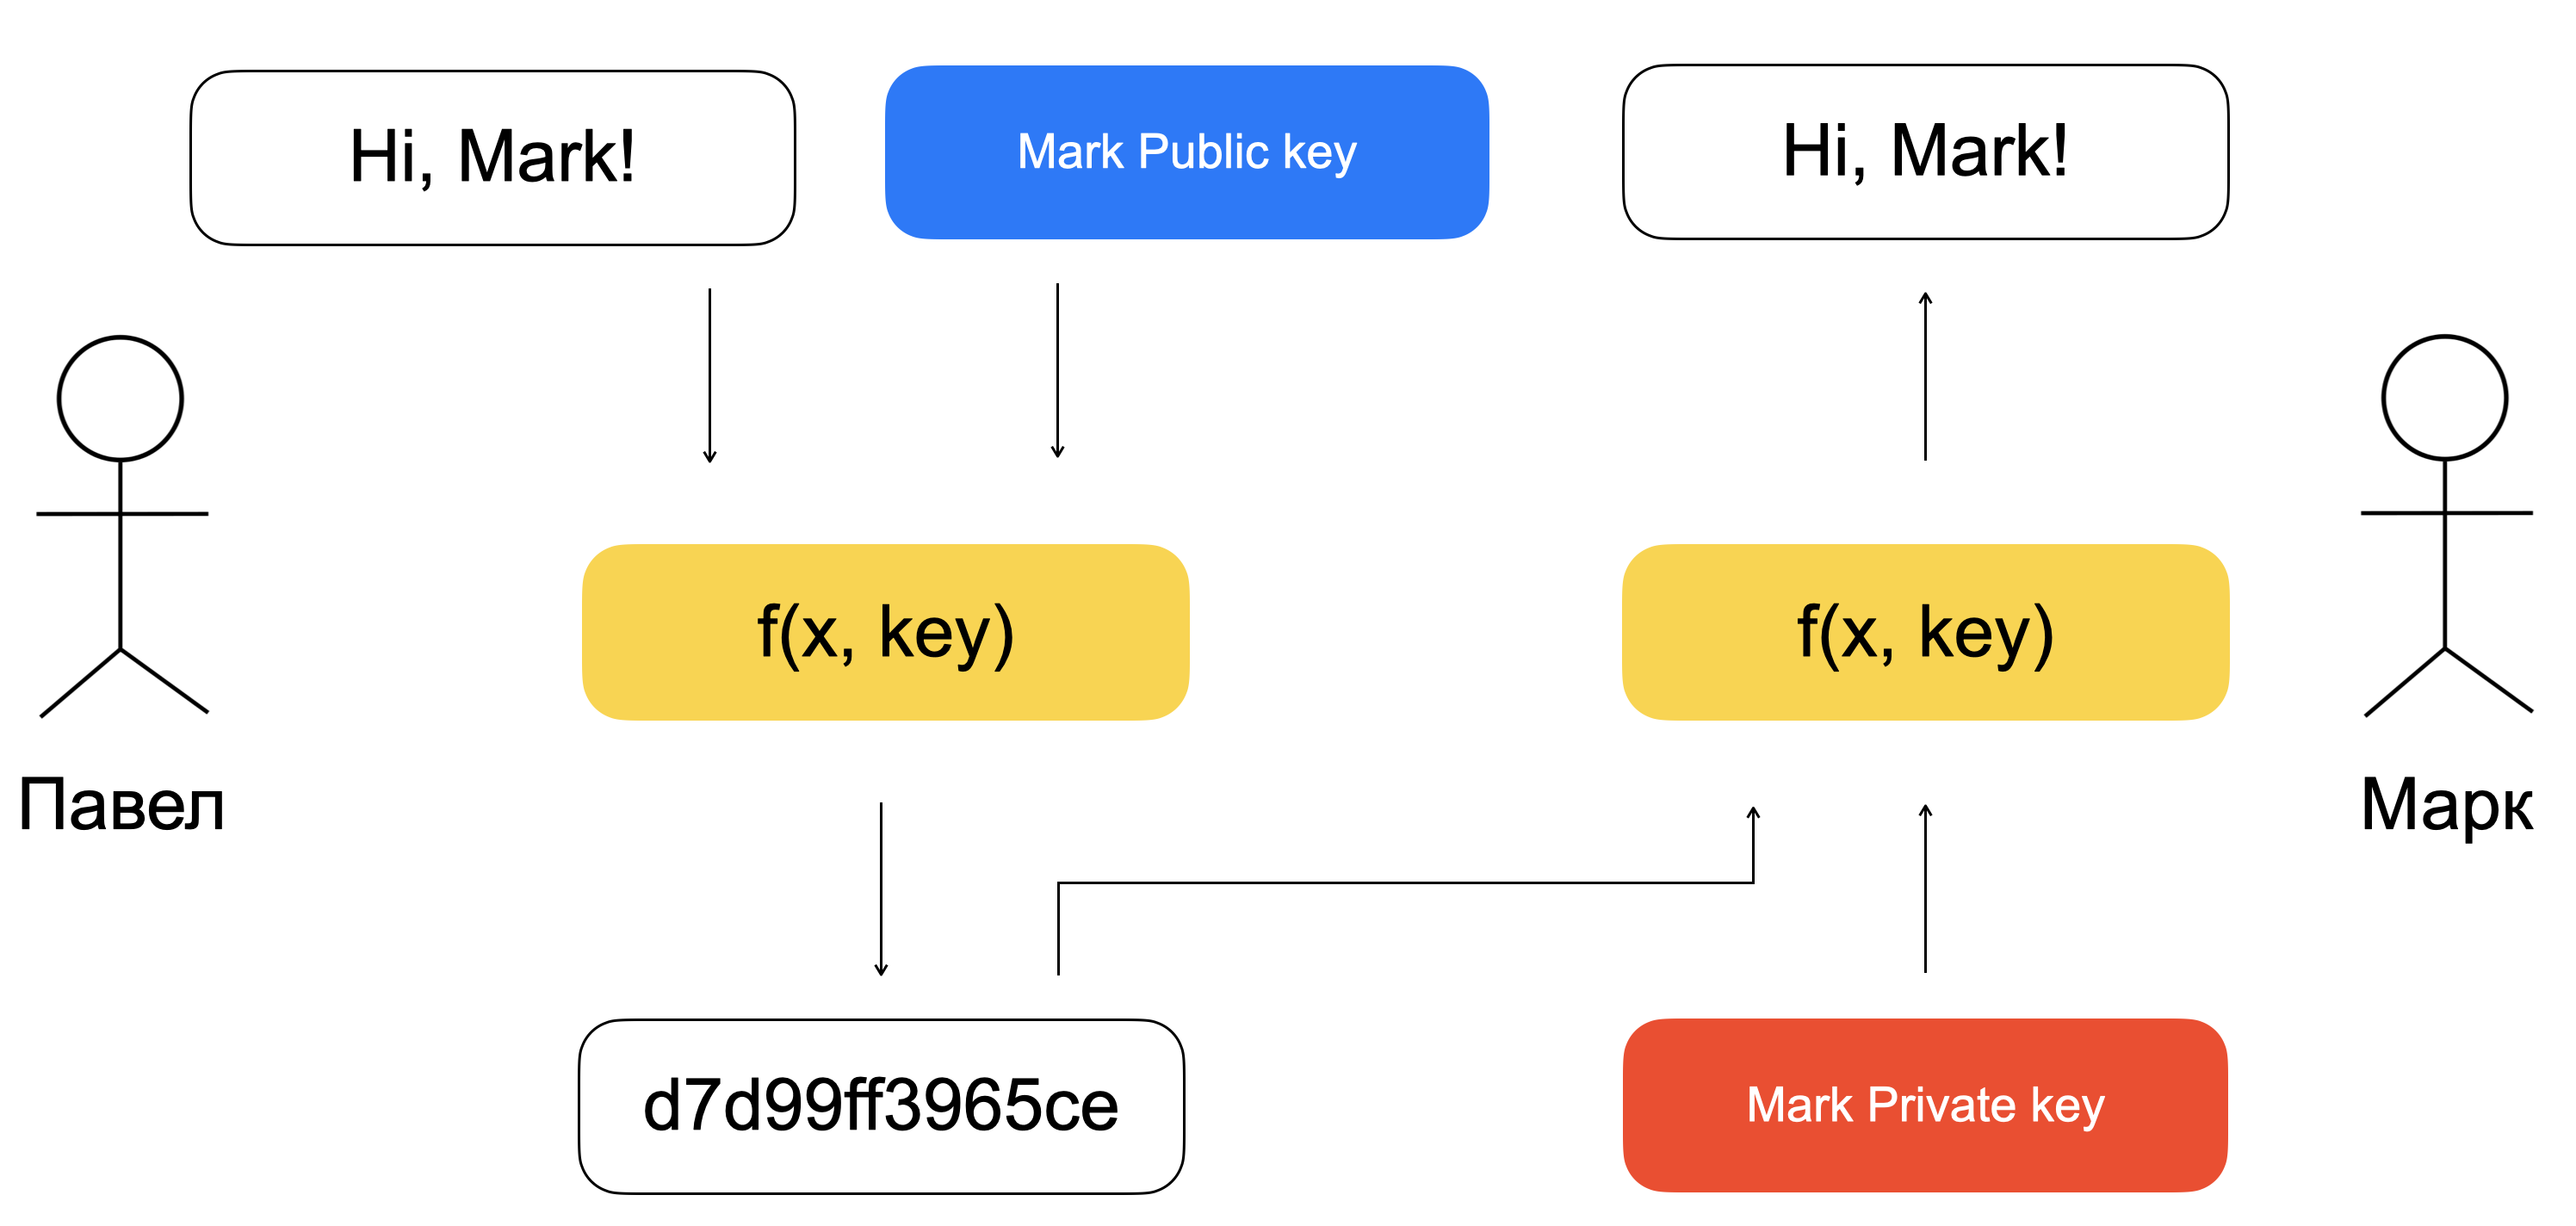 Hi, Mark!
Mark Public key
Hi, Mark!
f(x, key)
f(x, key)
Павел
Марк
d7d99ff3965ce
Mark Private key